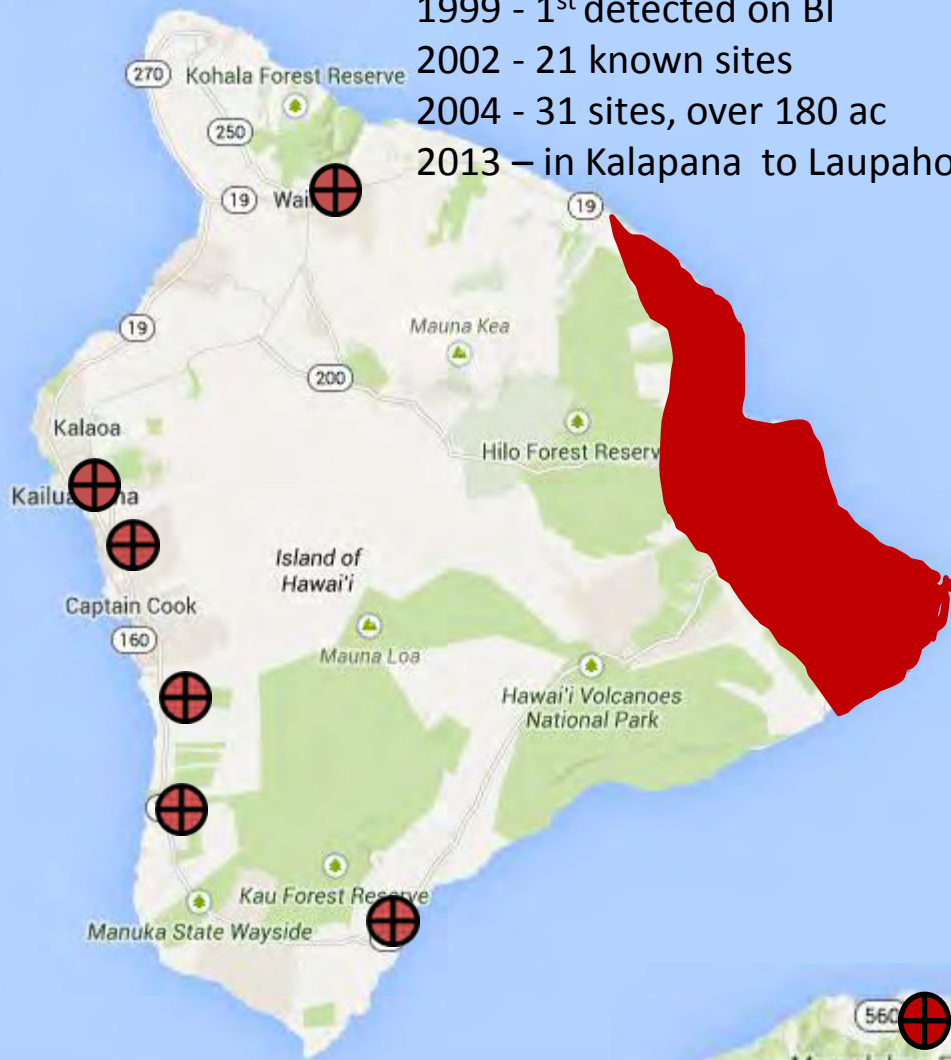 1999 - 1st detected on BI
2002 - 21 known sites
2004 - 31 sites, over 180 ac
2013 – in Kalapana to Laupaho
270
Kohala Forest Reserve
250
19
Wai
19
19
Mauna Kea
200
Kalaoa
Hilo Forest Reserv
Kailua na
Island of
Hawai'i
Captain Cook
160
Mauna Loa
Hawai'i Volcanoes
National Park
Kau Forest Reserve
Manuka State Wayside
560